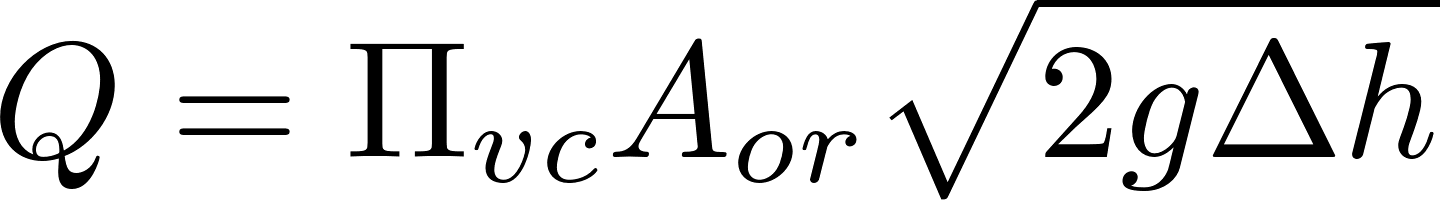 Q = Π_{vc} A_{or} √(2gΔh)